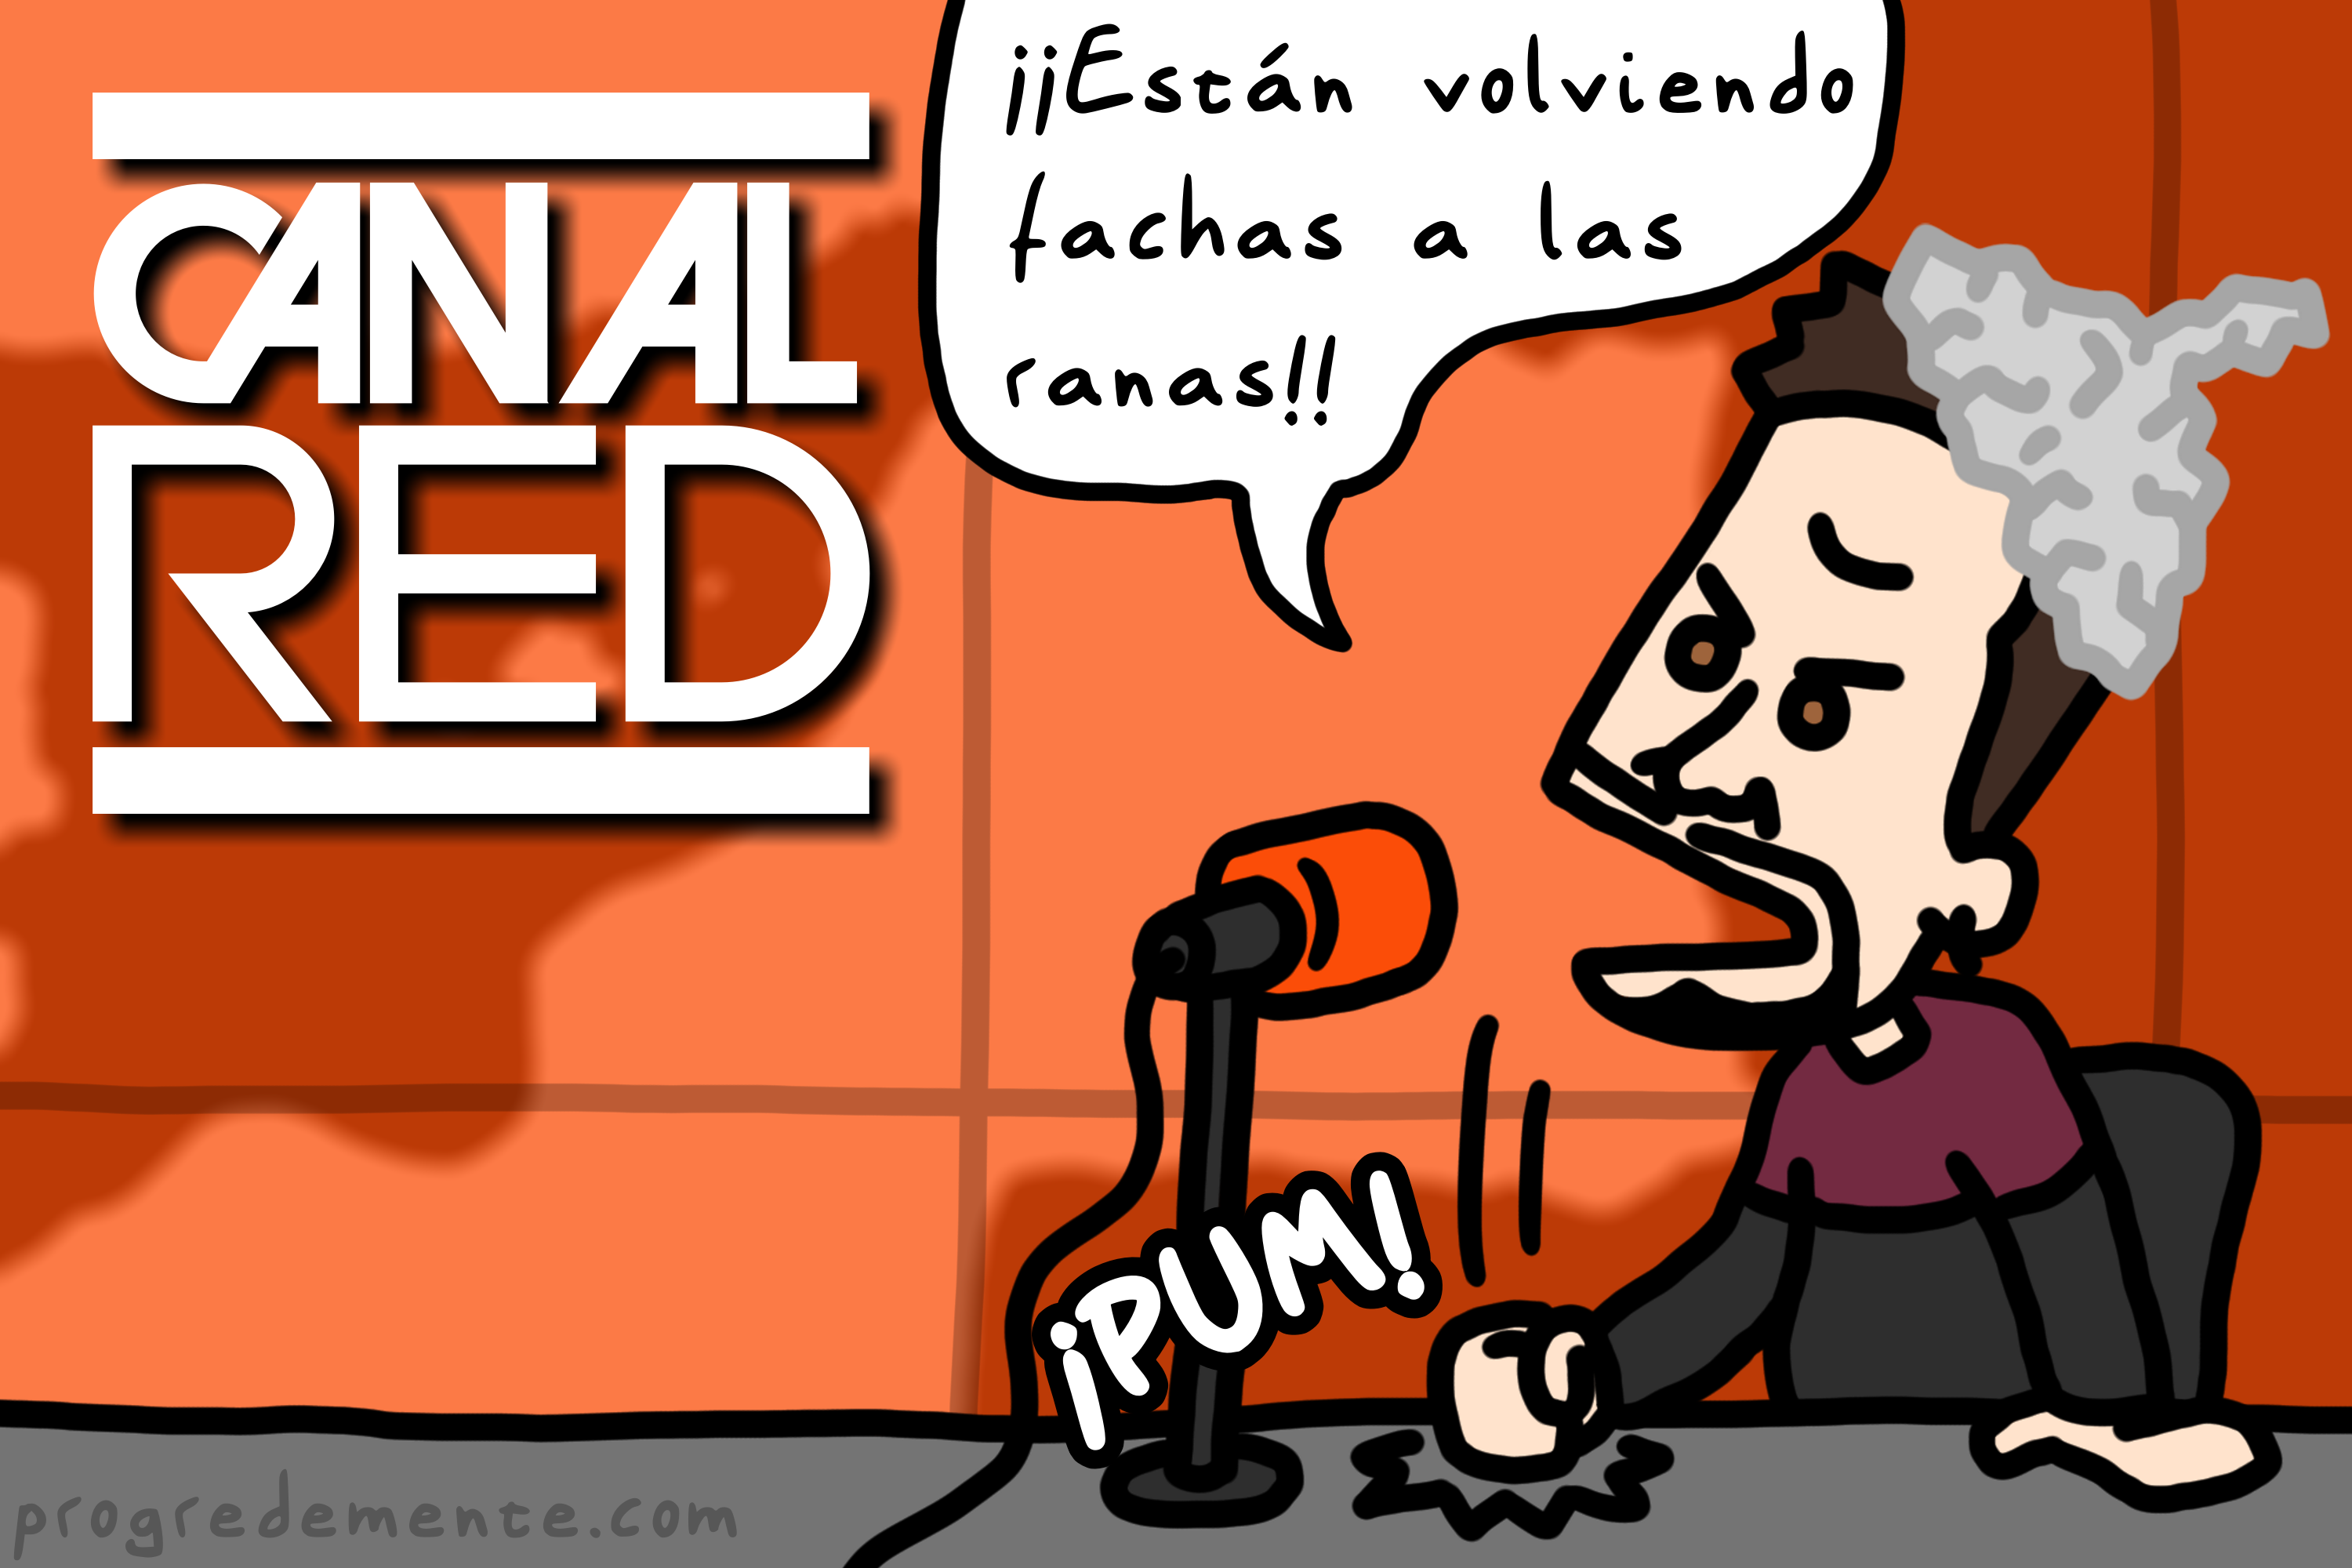 CANAL
RED
¡¡Están volviendo
fachas a las
ranas!!
¡PUM!
progredemente.com